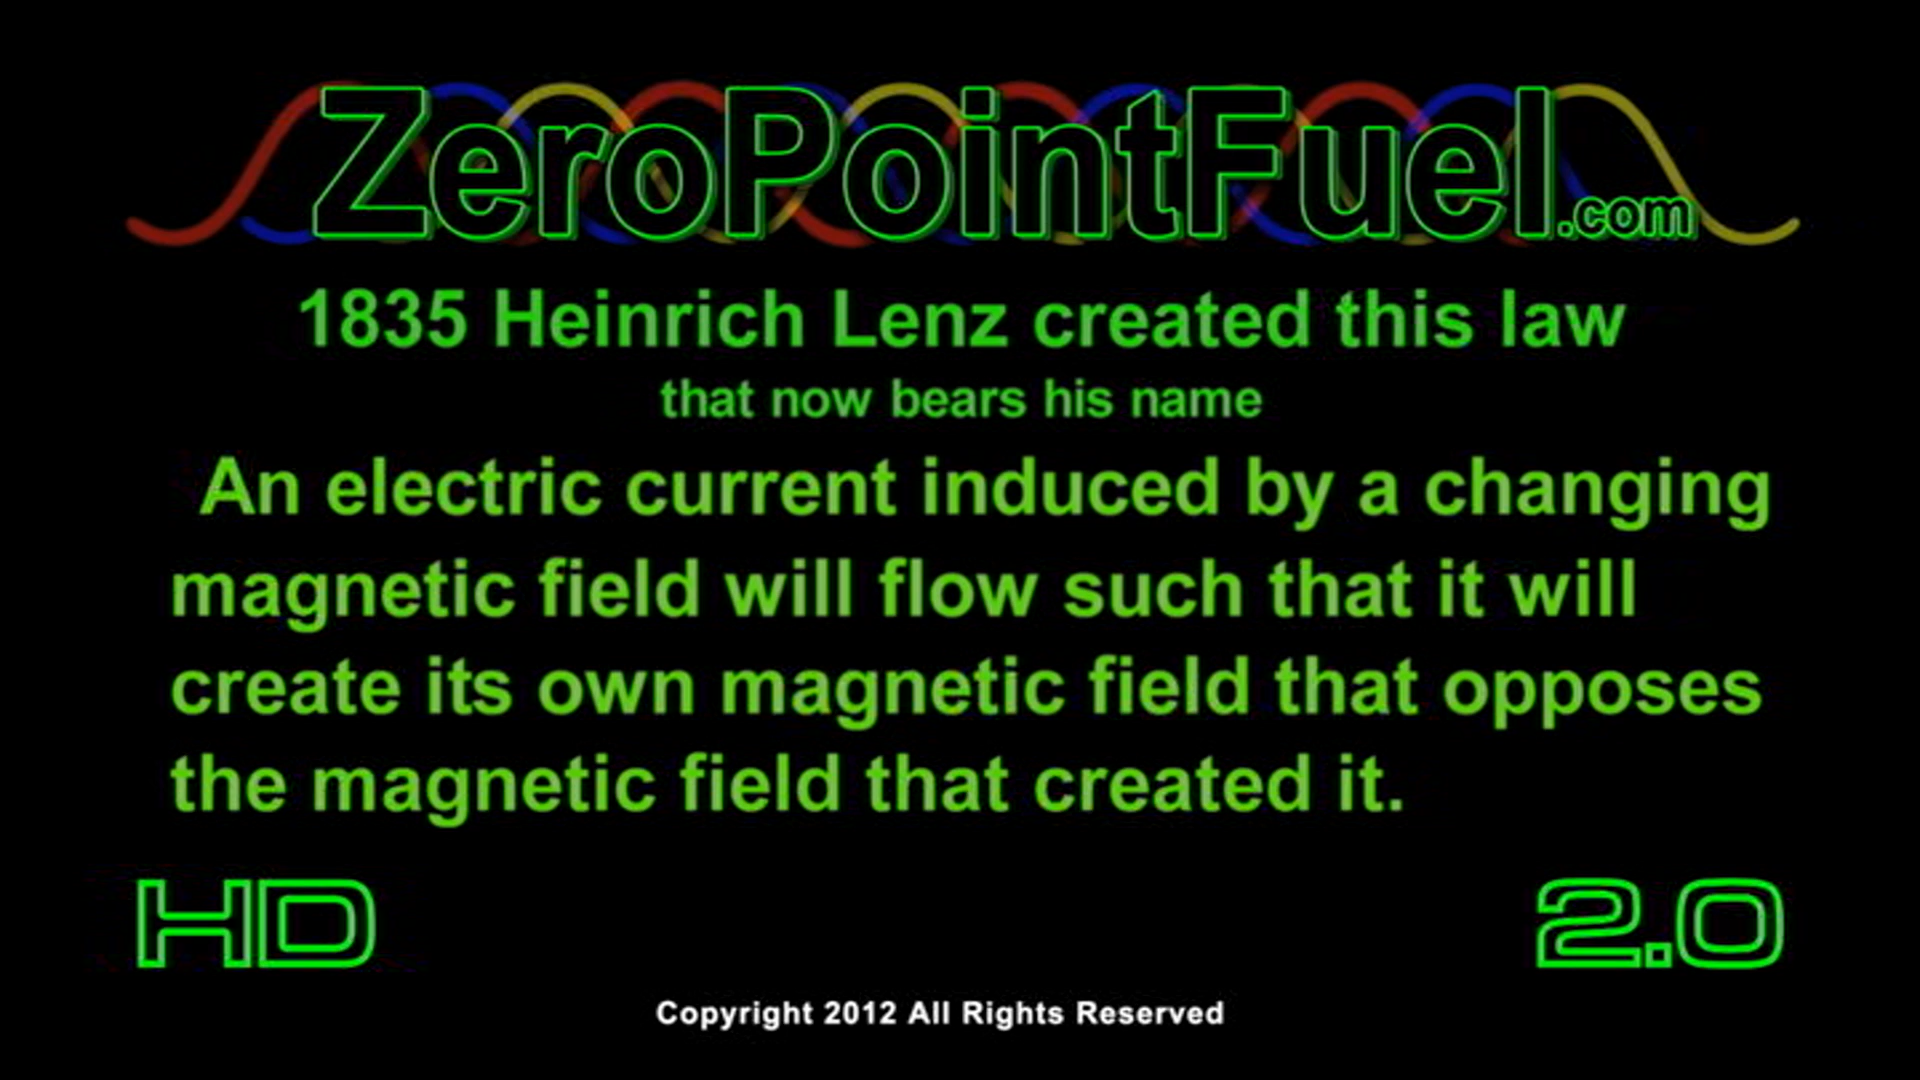 ZeroPointFuel.com
1835 Heinrich Lenz created this law
that now bears his name
An electric current induced by a changing
magnetic field will flow such that it will
create its own magnetic field that opposes
the magnetic field that created it.
HD 2.0
Copyright 2012 All Rights Reserved